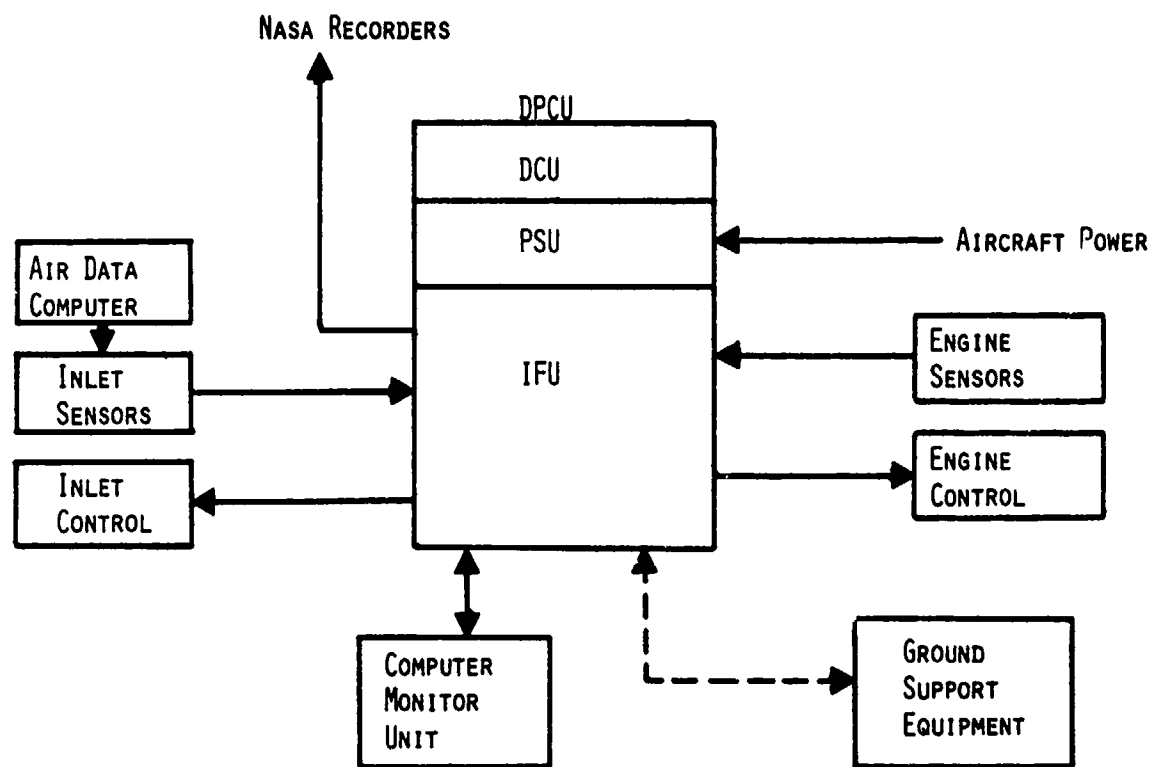 NASA RECORDERS
DPCU
DCU
PSU
AIRCRAFT POWER
AIR DATA
COMPUTER
IFU
ENGINE
SENSORS
INLET
SENSORS
ENGINE
CONTROL
INLET
CONTROL
COMPUTER
MONITOR
UNIT
GROUND
SUPPORT
EQUIPMENT